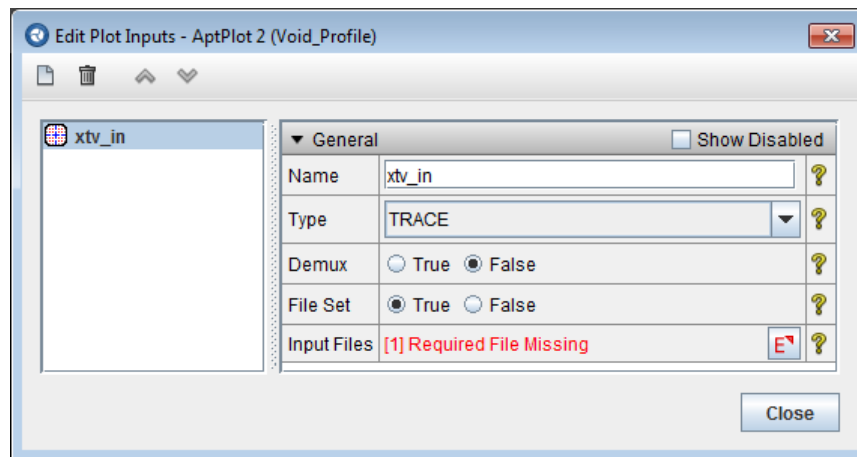 Edit Plot Inputs - AptPlot 2 (Void_Profile)
xtv_in
General
Show Disabled
Name
xtv_in
Type
TRACE
Demux
True
False
File Set
True
False
Input Files
[1] Required File Missing
E
Close